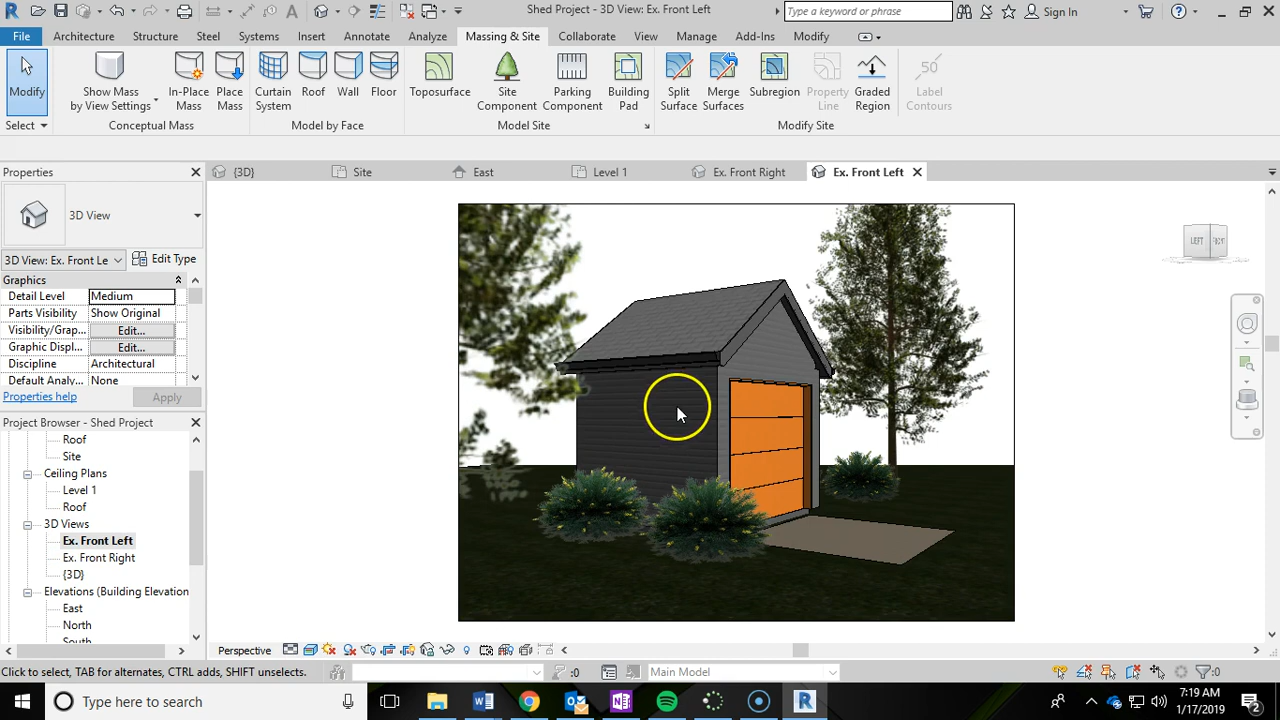 Shed Project - 3D View: Ex. Front Left
Type a keyword or phrase
Sign In
File
Architecture
Structure
Steel
Systems
Insert
Annotate
Analyze
Massing & Site
Collaborate
View
Manage
Add-Ins
Modify
Modify
Show Mass
by View Settings
In-Place
Mass
Place
Mass
Curtain
System
Roof
Wall
Floor
Toposurface
Site
Component
Parking
Component
Building
Pad
Split
Surface
Merge
Surfaces
Subregion
Property
Line
Graded
Region
50
Label
Contours
Select
Conceptual Mass
Model by Face
Model Site
Modify Site
Properties
{3D}
Site
East
Level 1
Ex. Front Right
Ex. Front Left
3D View
3D View: Ex. Front Le
Edit Type
Graphics
Detail Level
Medium
Parts Visibility
Show Original
Visibility/Grap...
Edit...
Graphic Displ...
Edit...
Discipline
Architectural
Default Analy...
None
Properties help
Apply
Project Browser - Shed Project
Roof
Site
Ceiling Plans
Level 1
Roof
3D Views
Ex. Front Left
Ex. Front Right
{3D}
Elevations (Building Elevation
East
North
South
LEFT
FRONT
Perspective
Click to select, TAB for alternates, CTRL adds, SHIFT unselects.
:0
Main Model
:0
Type here to search
7:19 AM
1/17/2019
2